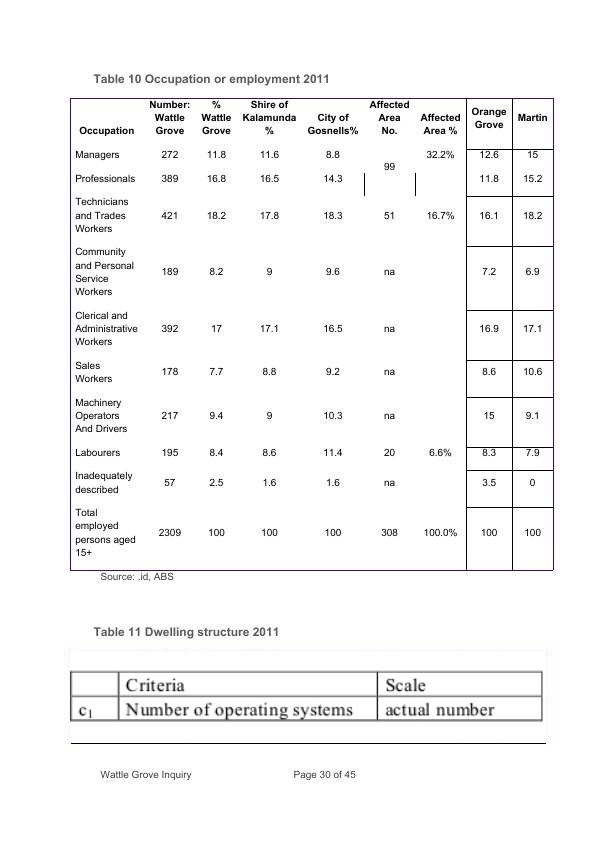 Table 10 Occupation or employment 2011
Occupation Number: Wattle Grove % Wattle Grove Shire of Kalamunda % City of Gosnells% Affected Area No. Affected Area % Orange Grove Martin
Managers 272 11.8 11.6 8.8 99 32.2% 12.6 15
Professionals 389 16.8 16.5 14.3 11.8 15.2
Technicians and Trades Workers 421 18.2 17.8 18.3 51 16.7% 16.1 18.2
Community and Personal Service Workers 189 8.2 9 9.6 na 7.2 6.9
Clerical and Administrative Workers 392 17 17.1 16.5 na 16.9 17.1
Sales Workers 178 7.7 8.8 9.2 na 8.6 10.6
Machinery Operators And Drivers 217 9.4 9 10.3 na 15 9.1
Labourers 195 8.4 8.6 11.4 20 6.6% 8.3 7.9
Inadequately described 57 2.5 1.6 1.6 na 3.5 0
Total employed persons aged 15+ 2309 100 100 100 308 100.0% 100 100
Source: .id, ABS
Table 11 Dwelling structure 2011
Criteria Scale
c1 Number of operating systems actual number
Wattle Grove Inquiry Page 30 of 45